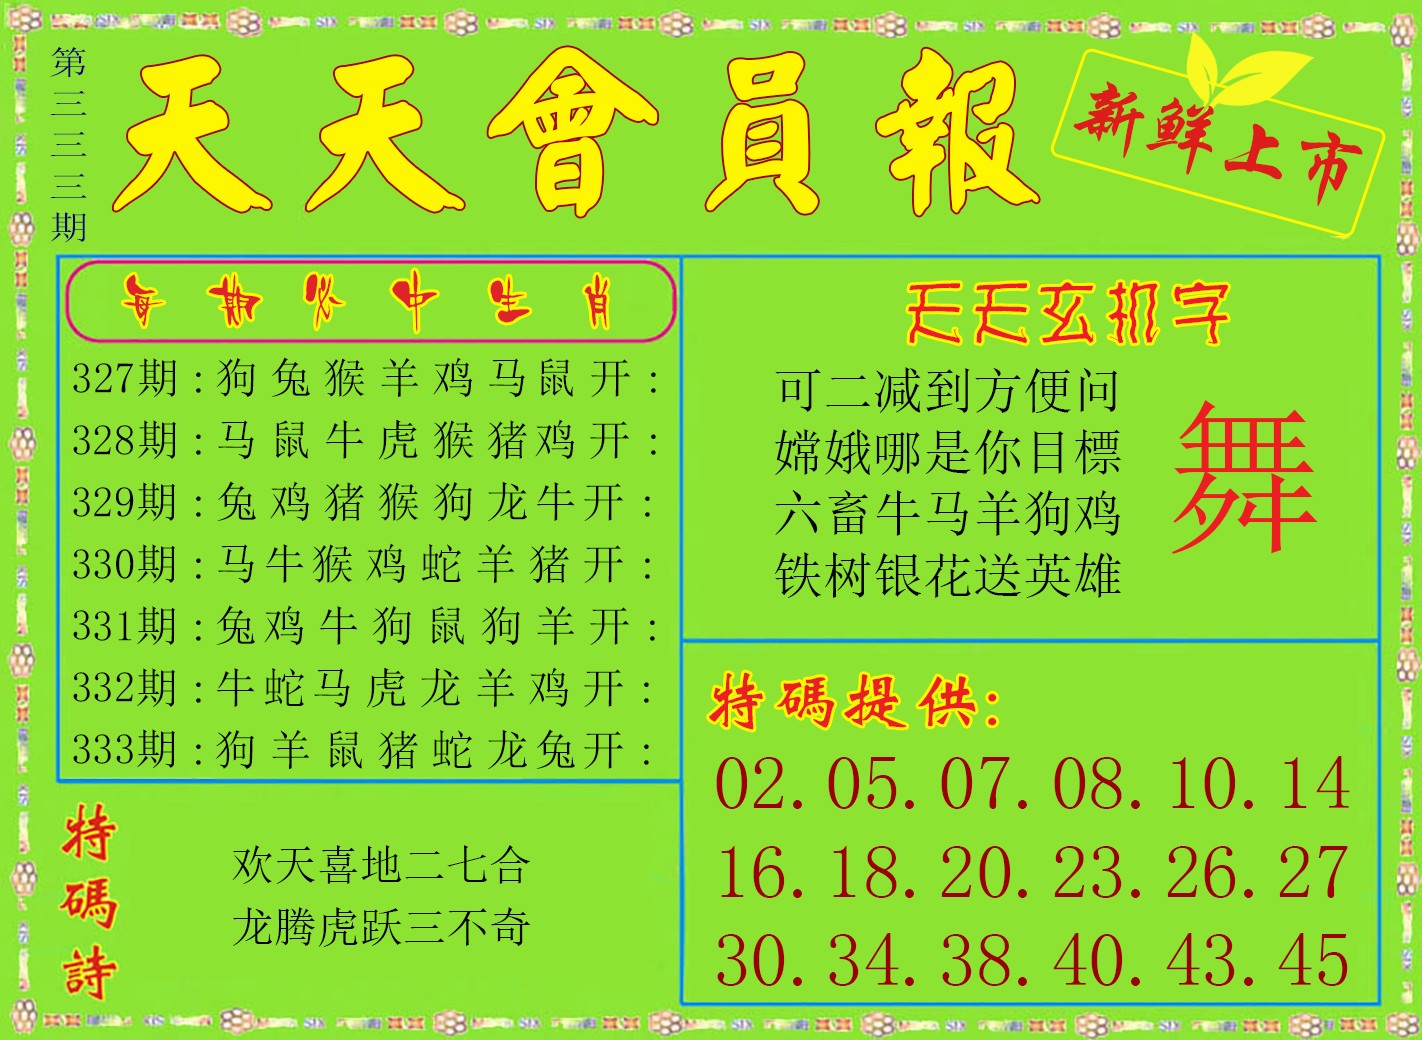 第三三三期
天天會員報
新鲜上市
每期必中生肖
327期:狗兔猴羊鸡马鼠开:
328期:马鼠牛虎猴猪鸡开:
329期:兔鸡猪猴狗龙牛开:
330期:马牛猴鸡蛇羊猪开:
331期:兔鸡牛狗鼠狗羊开:
332期:牛蛇马虎龙羊鸡开:
333期:狗羊鼠猪蛇龙兔开:
天天玄机字
可二减到方便问
嫦娥哪是你目標
六畜牛马羊狗鸡
铁树银花送英雄
舞
特碼提供:
02.05.07.08.10.14
16.18.20.23.26.27
30.34.38.40.43.45
特碼詩
欢天喜地二七合
龙腾虎跃三不奇